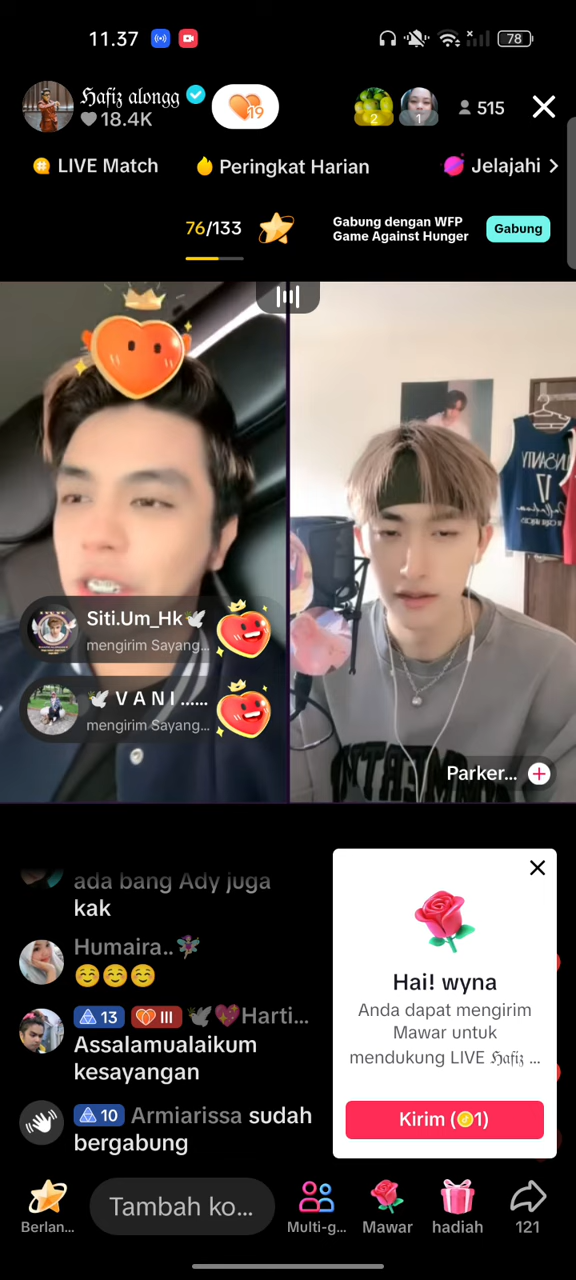 11.37
78
ℌ𝔞𝔣𝔦𝔷 𝔞𝔩𝔬𝔫𝔤𝔤
18.4K
19
2
1
515
LIVE Match
Peringkat Harian
Jelajahi >
76/133
Gabung dengan WFP
Game Against Hunger
Gabung
17
Siti.Um_Hk🕊️
mengirim Sayang...
🕊️ V A N I ......
mengirim Sayang...
Parker...
ada bang Ady juga
kak
Humaira..🧚
☺️☺️☺️
13 III 🕊️💖Harti...
Assalamualaikum
kesayangan
10 Armiarissa sudah
bergabung
Hai! wyna
Anda dapat mengirim
Mawar untuk
mendukung LIVE ℌ𝔞𝔣𝔦𝔷 ...
Kirim (1)
Berlan...
Tambah ko...
Multi-g...
Mawar
hadiah
121